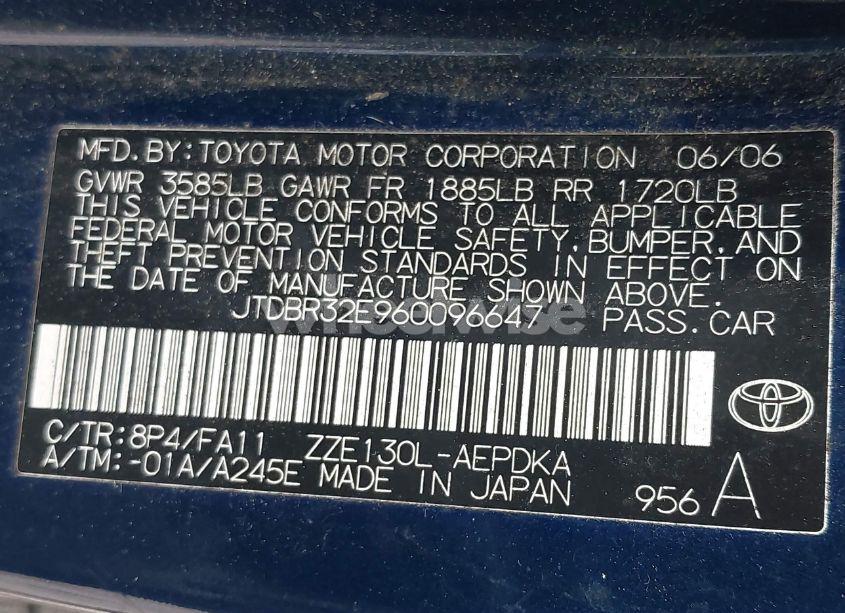 MFD.BY:TOYOTA MOTOR CORPORATION 06/06
GVWR 3585LB GAWR FR 1885LB RR 1720LB
THIS VEHICLE CONFORMS TO ALL APPLICABLE
FEDERAL MOTOR VEHICLE SAFETY,BUMPER,AND
THEFT PREVENTION STANDARDS IN EFFECT ON
THE DATE OF MANUFACTURE SHOWN ABOVE.
JTDBR32E960096647 PASS.CAR
C/TR:8P4/FA11 ZZE130L-AEPDKA
A/TM:-01A/A245E MADE IN JAPAN
956 A